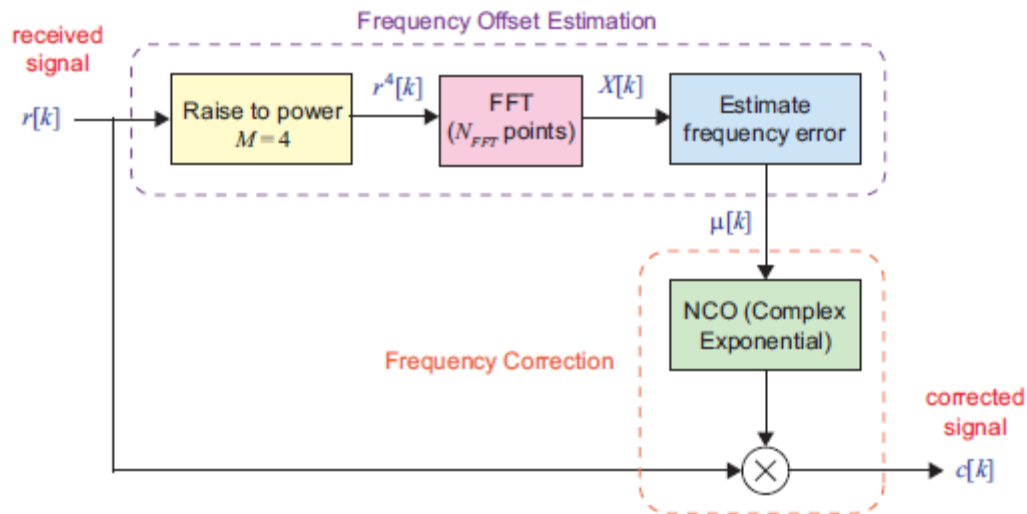 Frequency Offset Estimation
received
signal
r[k]
Raise to power
M=4
r⁴[k]
FFT
(N_FFT points)
X[k]
Estimate
frequency error
μ[k]
NCO (Complex
Exponential)
Frequency Correction
corrected
signal
c[k]